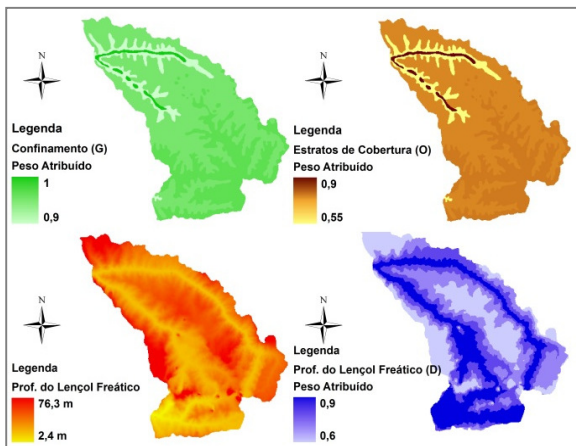 N
Legenda
Confinamento (G)
Peso Atribuído
1
0,9
N
Legenda
Estratos de Cobertura (O)
Peso Atribuído
0,9
0,55
N
Legenda
Prof. do Lençol Freático
76,3 m
2,4 m
N
Legenda
Prof. do Lençol Freático (D)
Peso Atribuído
0,9
0,6